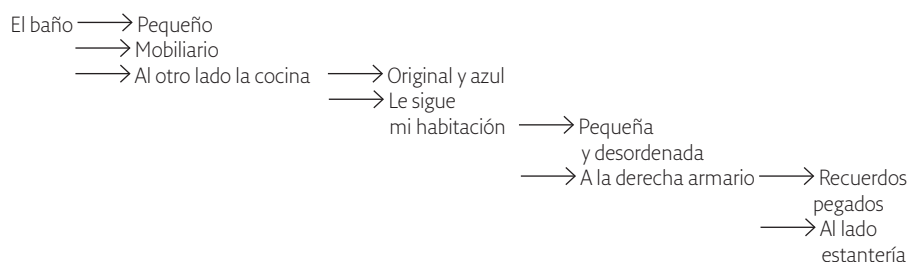 El baño → Pequeño
→ Mobiliario
→ Al otro lado la cocina → Original y azul
→ Le sigue
mi habitación → Pequeña
y desordenada
→ A la derecha armario → Recuerdos
pegados
→ Al lado
estantería